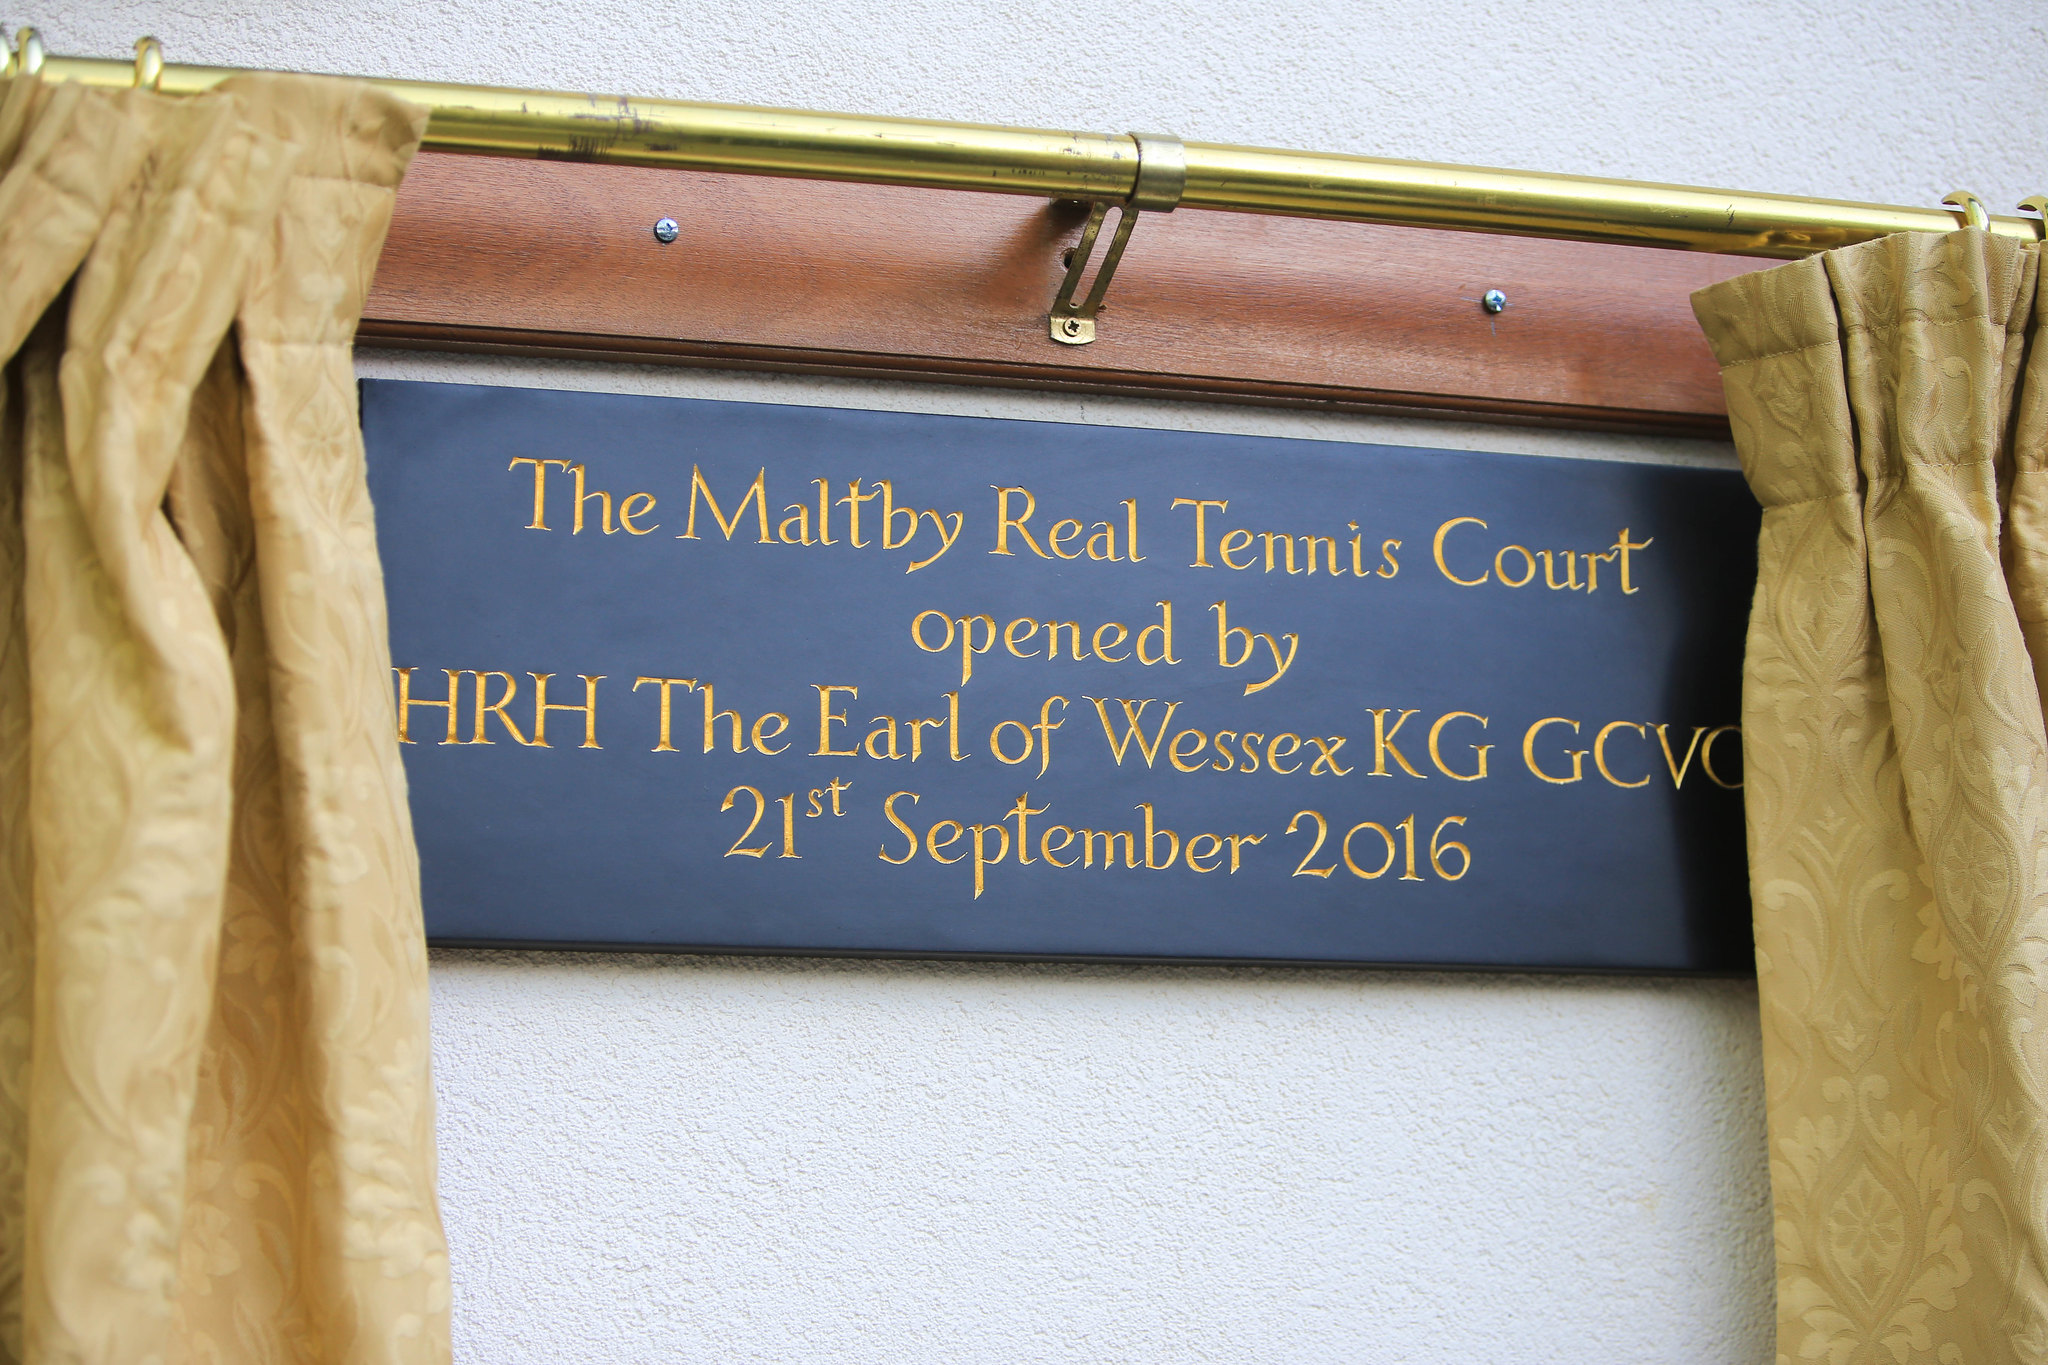 The Maltby Real Tennis Court
opened by
HRH The Earl of Wessex KG GCVO
21st September 2016